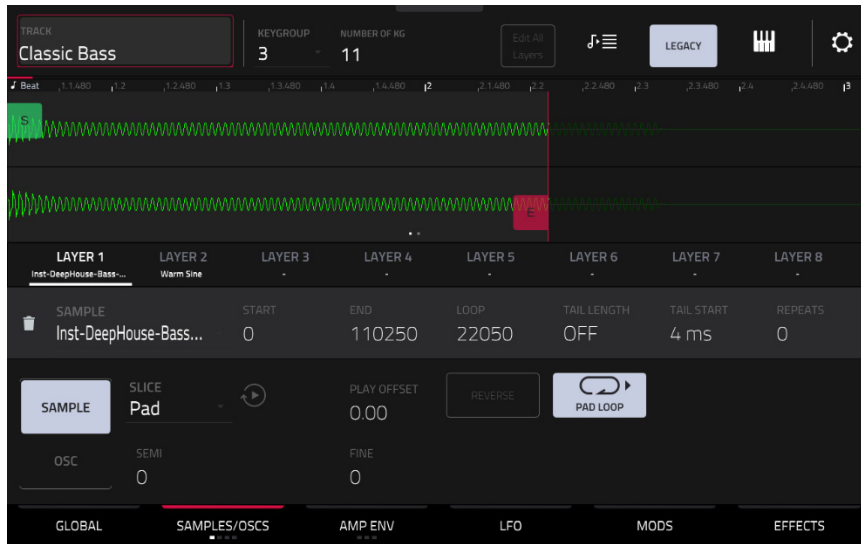 TRACK KEYGROUP NUMBER OF KG
Classic Bass 3 11 Edit All Layers LEGACY
Beat 1.1.480 1.2 1.2.480 1.3 1.3.480 1.4 1.4.480 2 2.1.480 2.2 2.2.480 2.3 2.3.480 2.4 2.4.480 3
S
E
LAYER 1 LAYER 2 LAYER 3 LAYER 4 LAYER 5 LAYER 6 LAYER 7 LAYER 8
Inst-DeepHouse-Bass-... Warm Sine - - - - - -
SAMPLE START END LOOP TAIL LENGTH TAIL START REPEATS
Inst-DeepHouse-Bass... 0 110250 22050 OFF 4 ms 0
SAMPLE SLICE PLAY OFFSET REVERSE PAD LOOP
Pad 0.00
OSC SEMI FINE
0 0
GLOBAL SAMPLES/OSCS AMP ENV LFO MODS EFFECTS